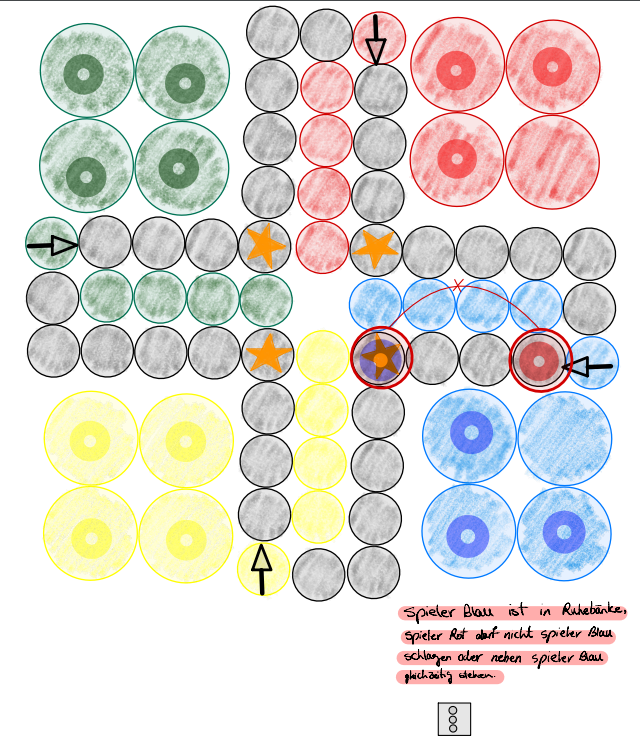 Spieler Blau ist in Ruhebänke,
Spieler Rot darf nicht spieler Blau
schlagen oder neben spieler Blau
gleichzeitig stehen.